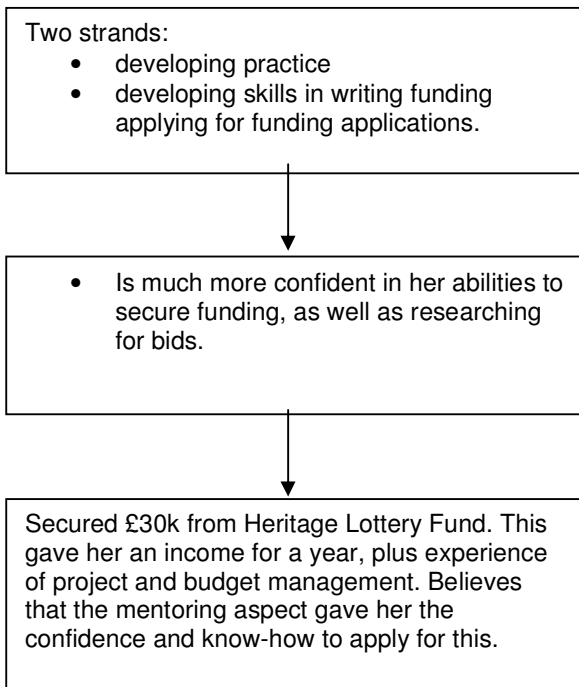 Two strands:
• developing practice
• developing skills in writing funding
applying for funding applications.
• Is much more confident in her abilities to
secure funding, as well as researching
for bids.
Secured £30k from Heritage Lottery Fund. This
gave her an income for a year, plus experience
of project and budget management. Believes
that the mentoring aspect gave her the
confidence and know-how to apply for this.